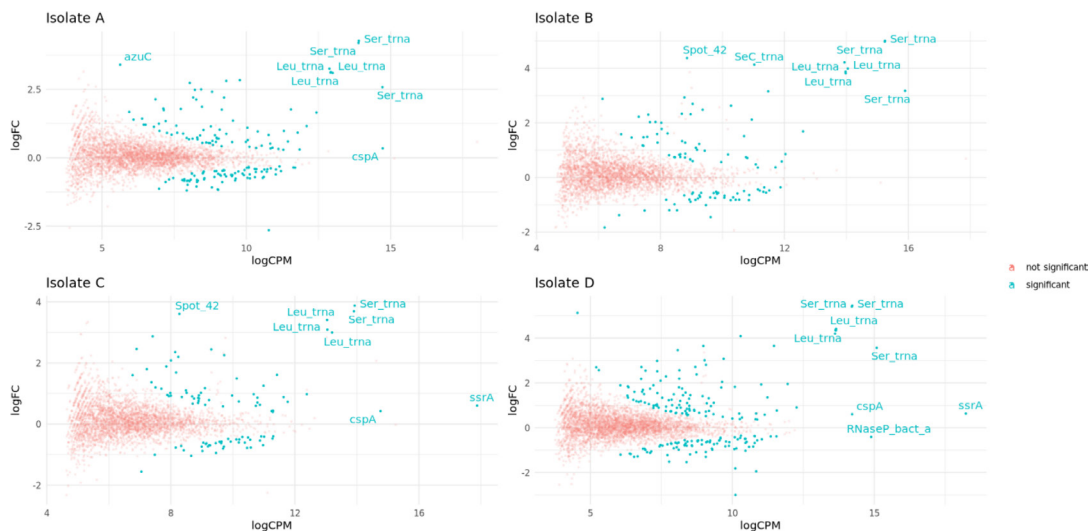 Isolate A
azuC
Ser_trna
Ser_trna
Leu_trna
Leu_trna
Leu_trna
Ser_trna
cspA
logFC
2.5
0.0
-2.5
5
10
15
logCPM
Isolate B
Spot_42
SeC_trna
Ser_trna
Ser_trna
Leu_trna
Leu_trna
Leu_trna
Ser_trna
logFC
4
2
0
-2
4
8
12
16
logCPM
Isolate C
Spot_42
Ser_trna
Leu_trna
Ser_trna
Leu_trna
Leu_trna
ssrA
cspA
logFC
4
2
0
-2
8
12
16
logCPM
Isolate D
Ser_trna
Ser_trna
Leu_trna
Leu_trna
Ser_trna
cspA
ssrA
RNaseP_bact_a
logFC
4
2
0
-2
5
10
15
logCPM
not significant
significant